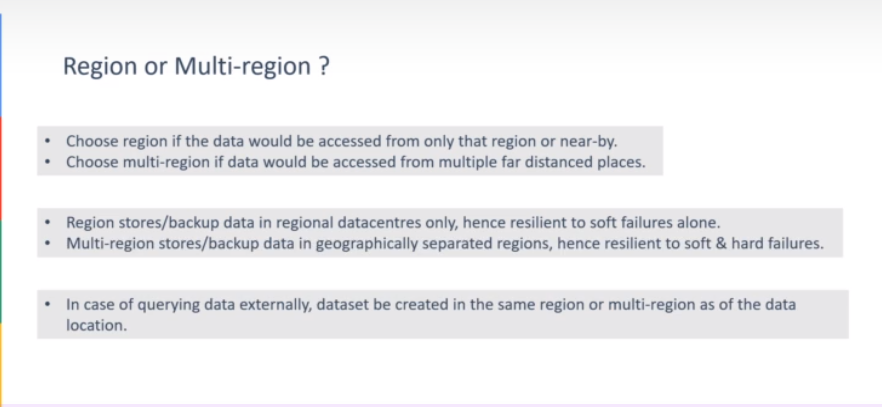 Region or Multi-region ?
• Choose region if the data would be accessed from only that region or near-by.
• Choose multi-region if data would be accessed from multiple far distanced places.
• Region stores/backup data in regional datacentres only, hence resilient to soft failures alone.
• Multi-region stores/backup data in geographically separated regions, hence resilient to soft & hard failures.
• In case of querying data externally, dataset be created in the same region or multi-region as of the data
location.